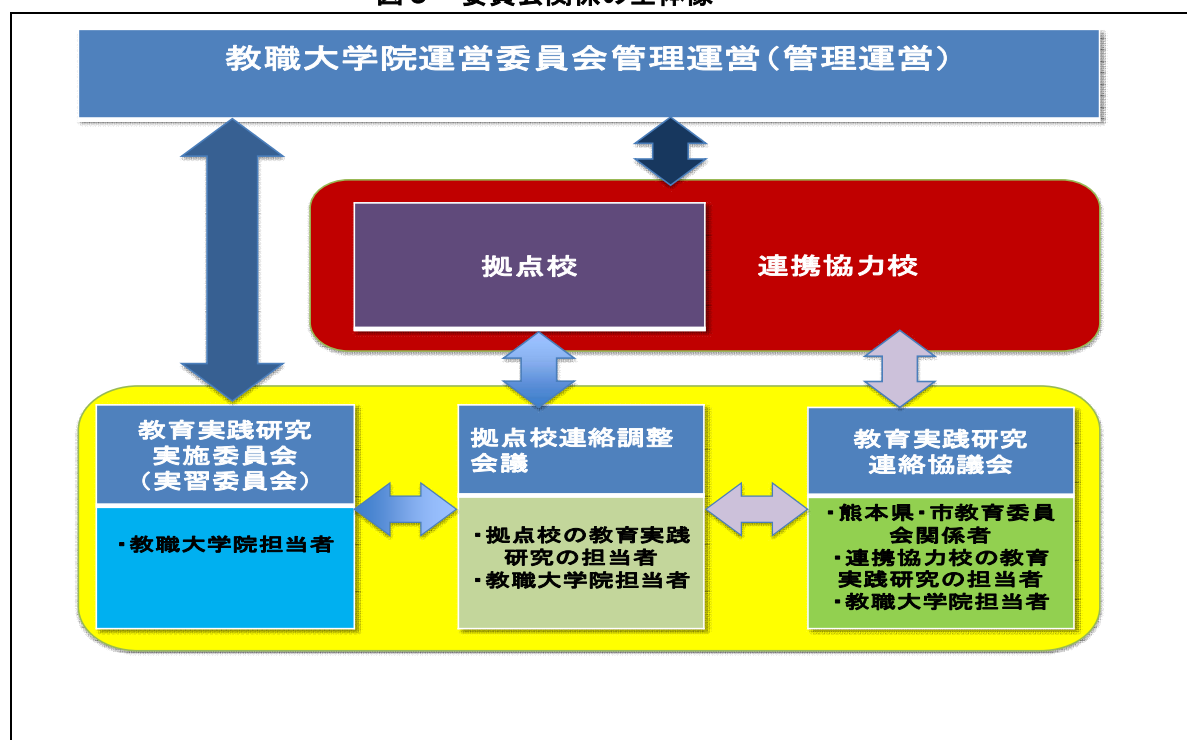 教職大学院運営委員会管理運営(管理運営)
拠点校
連携協力校
教育実践研究
実施委員会
(実習委員会)
・教職大学院担当者
拠点校連絡調整
会議
・拠点校の教育実践
研究の担当者
・教職大学院担当者
教育実践研究
連絡協議会
・熊本県・市教育委員
会関係者
・連携協力校の教育
実践研究の担当者
・教職大学院担当者